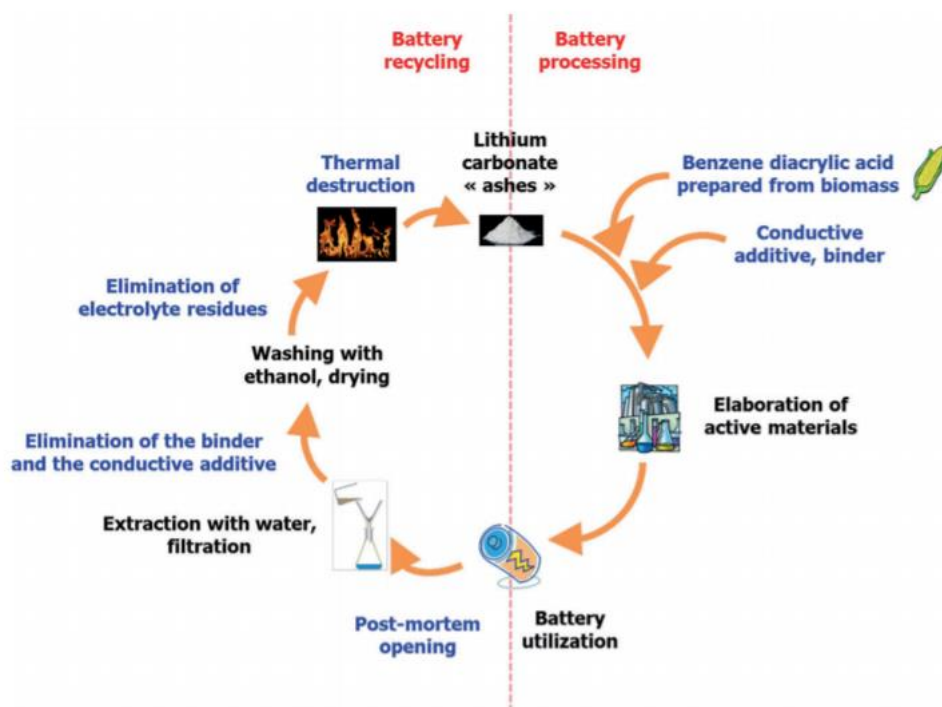 Battery
recycling
Battery
processing
Lithium
carbonate
« ashes »
Thermal
destruction
Benzene diacrylic acid
prepared from biomass
Conductive
additive, binder
Elimination of
electrolyte residues
Washing with
ethanol, drying
Elaboration of
active materials
Elimination of the binder
and the conductive additive
Extraction with water,
filtration
Post-mortem
opening
Battery
utilization